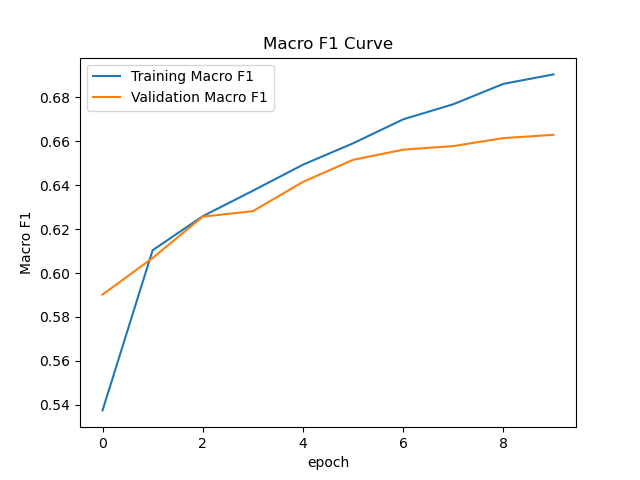 Macro F1 Curve
Training Macro F1
Validation Macro F1
Macro F1
0.68
0.66
0.64
0.62
0.60
0.58
0.56
0.54
0 2 4 6 8
epoch